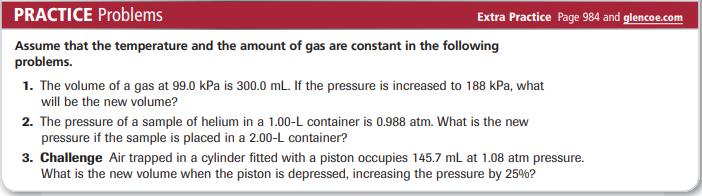 PRACTICE Problems
Extra Practice Page 984 and glencoe.com
Assume that the temperature and the amount of gas are constant in the following
problems.
1. The volume of a gas at 99.0 kPa is 300.0 mL. If the pressure is increased to 188 kPa, what
will be the new volume?
2. The pressure of a sample of helium in a 1.00-L container is 0.988 atm. What is the new
pressure if the sample is placed in a 2.00-L container?
3. Challenge Air trapped in a cylinder fitted with a piston occupies 145.7 mL at 1.08 atm pressure.
What is the new volume when the piston is depressed, increasing the pressure by 25%?